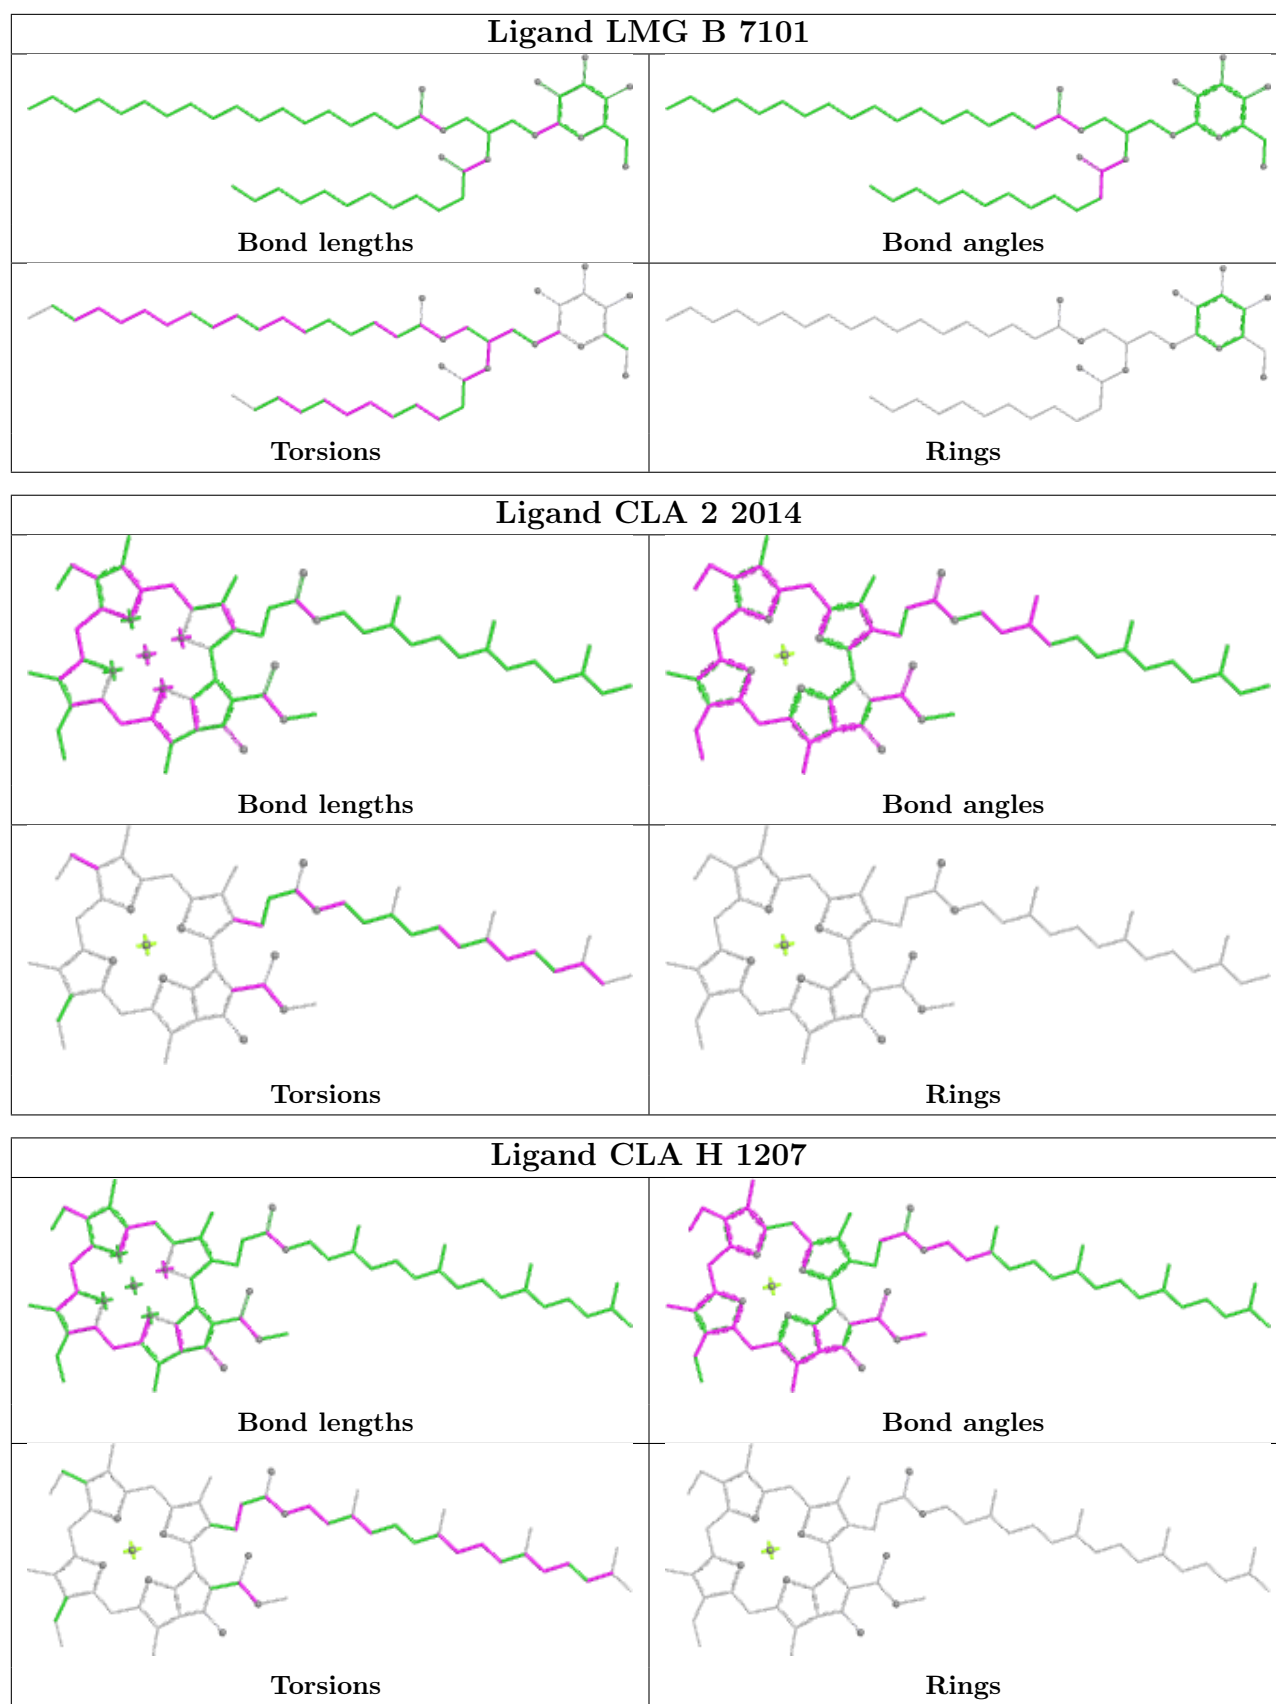 Ligand LMG B 7101
Bond lengths
Bond angles
Torsions
Rings
Ligand CLA 2 2014
Bond lengths
Bond angles
Torsions
Rings
Ligand CLA H 1207
Bond lengths
Bond angles
Torsions
Rings